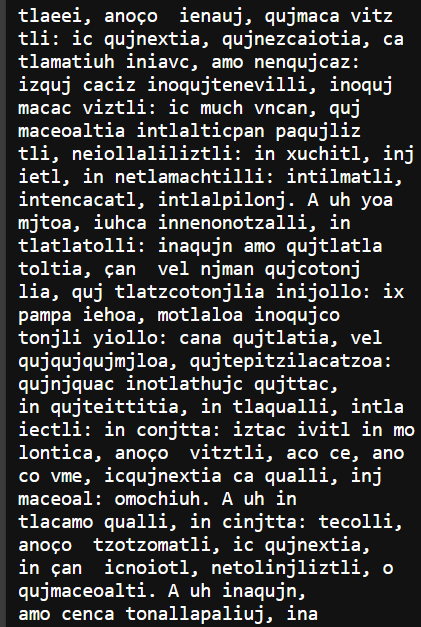 tlaeei, anoço  ienauj, qujmaca vitz
tli: ic qujnextia, qujnezcaiotia, ca
tlamatiuh iniavc, amo nenqujcaz:
izquj caciz inoqujtenevilli, inoquj
macac viztli: ic much vncan, quj
maceoaltia intlalticpan paqujliz
tli, neiollaliliztli: in xuchitl, inj
ietl, in netlamachtilli: intilmatli,
intencacatl, intlalpilonj. A uh yoa
mjtoa, iuhca innenonotzalli, in
tlatlatolli: inaqujn amo qujtlatla
toltia, çan  vel njman qujcotonj
lia, quj tlatzcotonjlia inijollo: ix
pampa iehoa, motlaloa inoqujco
tonjli yiollo: cana qujtlatia, vel
qujqujqujmjloa, qujtepitzilacatzoa:
qujnjquac inotlathujc qujttac,
in qujteittitia, in tlaqualli, intla
iectli: in conjtta: iztac ivitl in mo
lontica, anoço  vitztli, aco ce, ano
co vme, icqujnextia ca qualli, inj
maceoal: omochiuh. A uh in
tlacamo qualli, in cinjtta: tecolli,
anoço  tzotzomatli, ic qujnextia,
in çan  icnoiotl, netolinjliztli, o
qujmaceoalti. A uh inaqujn,
amo cenca tonallapaliuj, ina